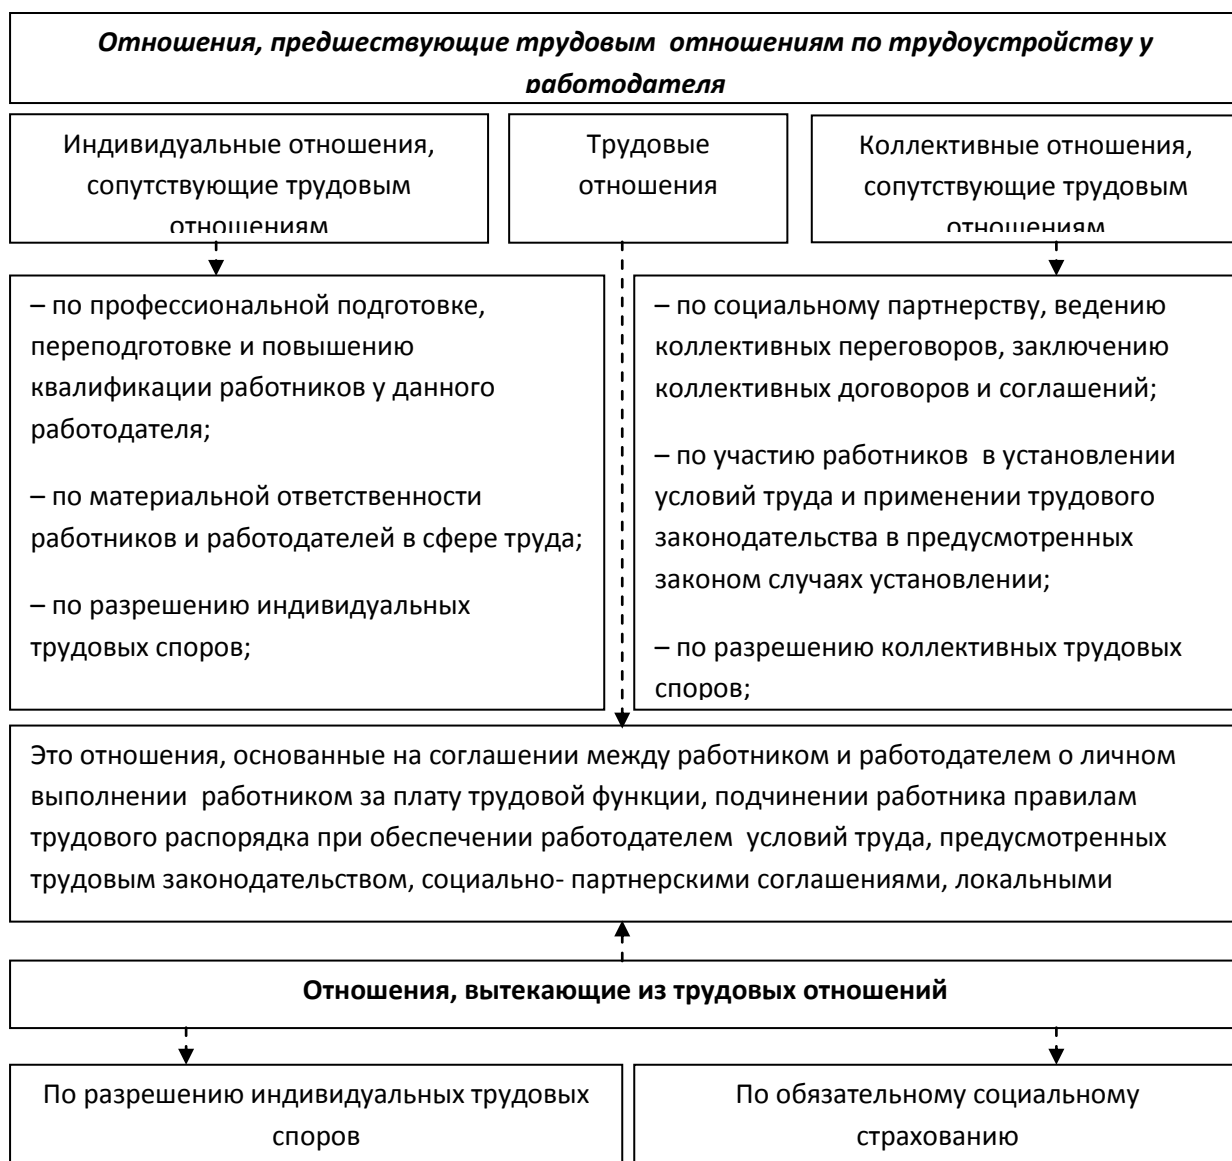 Отношения, предшествующие трудовым отношениям по трудоустройству у
работодателя
Индивидуальные отношения,
сопутствующие трудовым
отношениям
Трудовые
отношения
Коллективные отношения,
сопутствующие трудовым
отношениям
– по профессиональной подготовке,
переподготовке и повышению
квалификации работников у данного
работодателя;
– по материальной ответственности
работников и работодателей в сфере труда;
– по разрешению индивидуальных
трудовых споров;
– по социальному партнерству, ведению
коллективных переговоров, заключению
коллективных договоров и соглашений;
– по участию работников в установлении
условий труда и применении трудового
законодательства в предусмотренных
законом случаях установлении;
– по разрешению коллективных трудовых
споров;
Это отношения, основанные на соглашении между работником и работодателем о личном
выполнении работником за плату трудовой функции, подчинении работника правилам
трудового распорядка при обеспечении работодателем условий труда, предусмотренных
трудовым законодательством, социально- партнерскими соглашениями, локальными
Отношения, вытекающие из трудовых отношений
По разрешению индивидуальных трудовых
споров
По обязательному социальному
страхованию